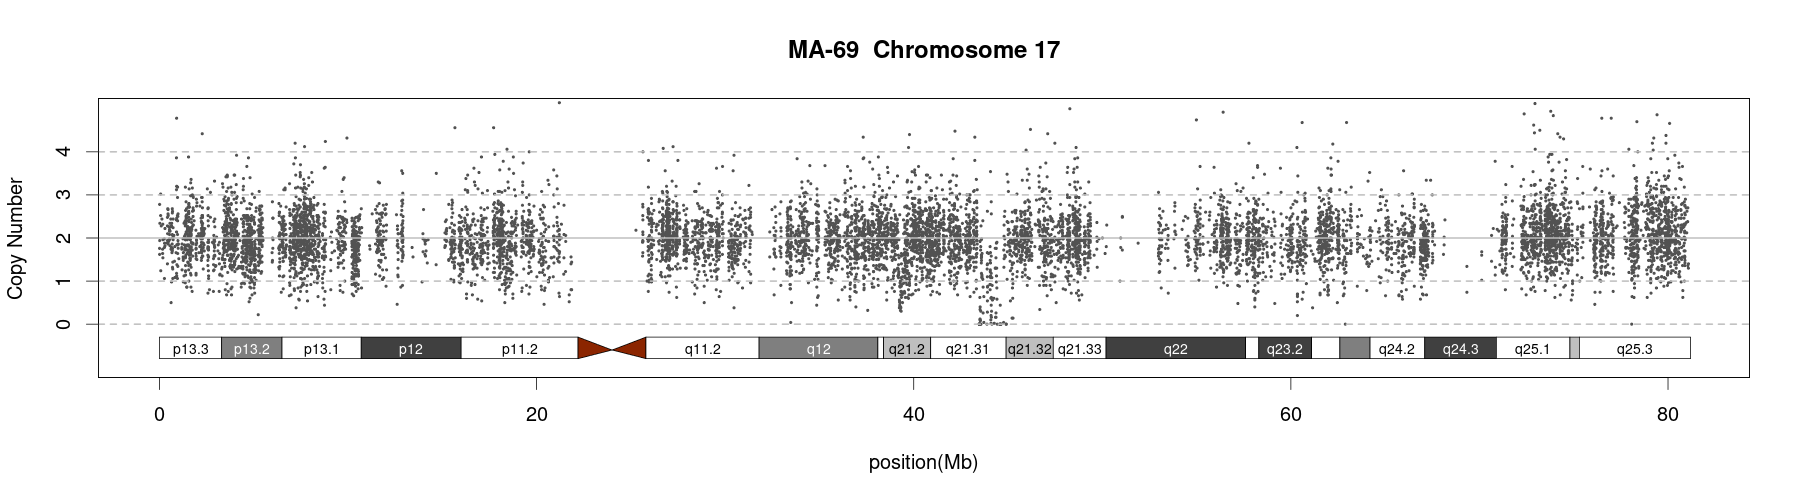 MA-69  Chromosome 17
Copy Number
4
3
2
1
0
p13.3 p13.2 p13.1 p12 p11.2 q11.2 q12 q21.2 q21.31 q21.32 q21.33 q22 q23.2 q24.2 q24.3 q25.1 q25.3
0 20 40 60 80
position(Mb)